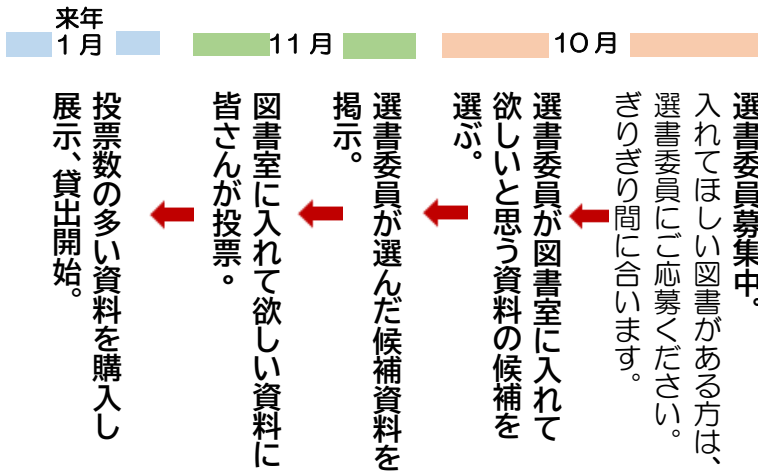 10月
選書委員募集中。
入れてほしい図書がある方は、
選書委員にご応募ください。
ぎりぎり間に合います。
選書委員が図書室に入れて
欲しいと思う資料の候補を
選ぶ。
11月
選書委員が選んだ候補資料を
掲示。
図書室に入れて欲しい資料に
皆さんが投票。
来年
1月
投票数の多い資料を購入し
展示、貸出開始。